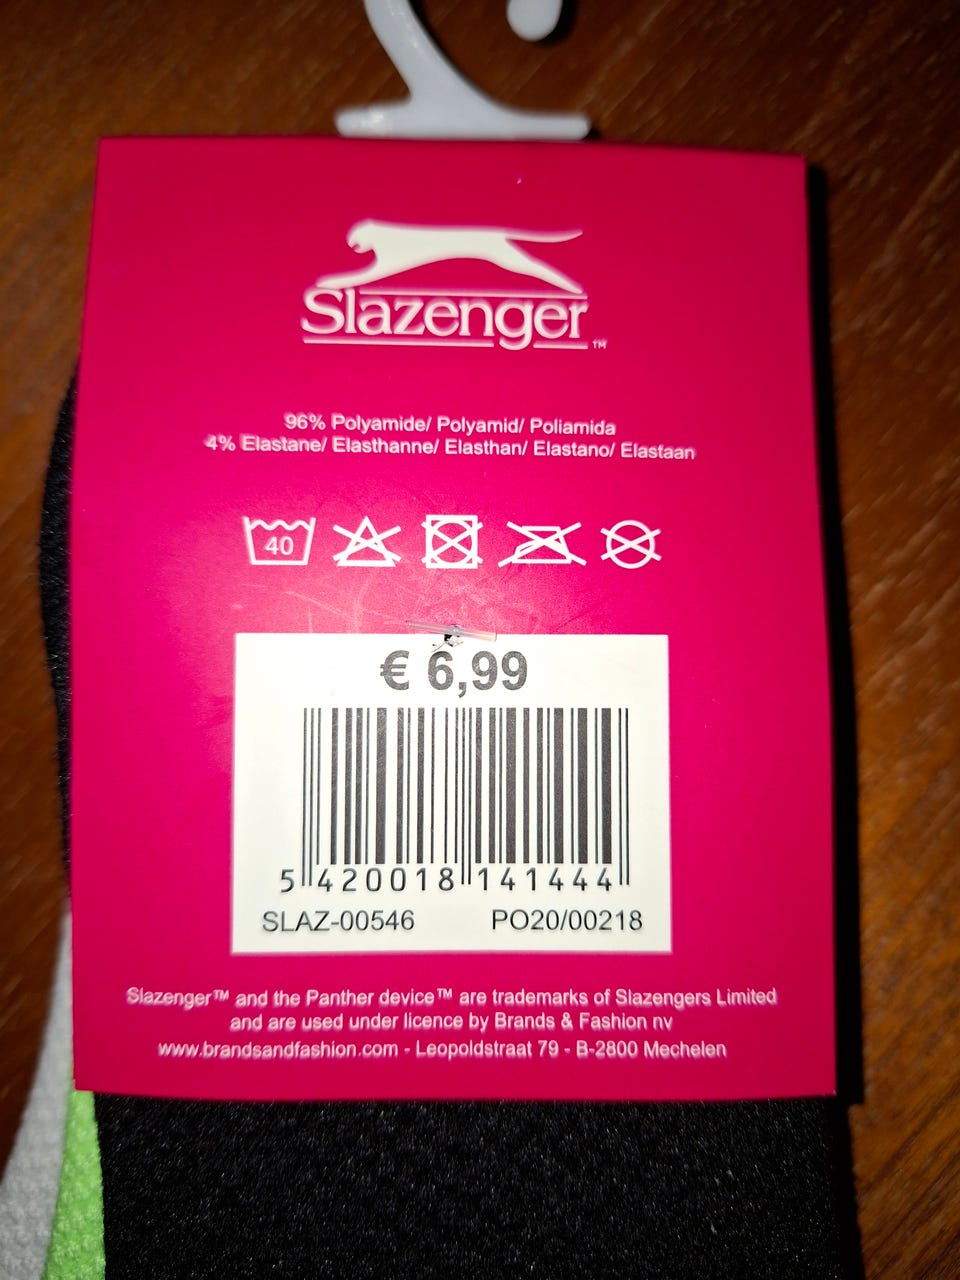 Slazenger™
96% Polyamide/ Polyamid/ Poliamida
4% Elastane/ Elasthanne/ Elasthan/ Elastano/ Elastaan
40
€ 6,99
5 420018 141444
SLAZ-00546 PO20/00218
Slazenger™ and the Panther device™ are trademarks of Slazengers Limited
and are used under licence by Brands & Fashion nv
www.brandsandfashion.com - Leopoldstraat 79 - B-2800 Mechelen